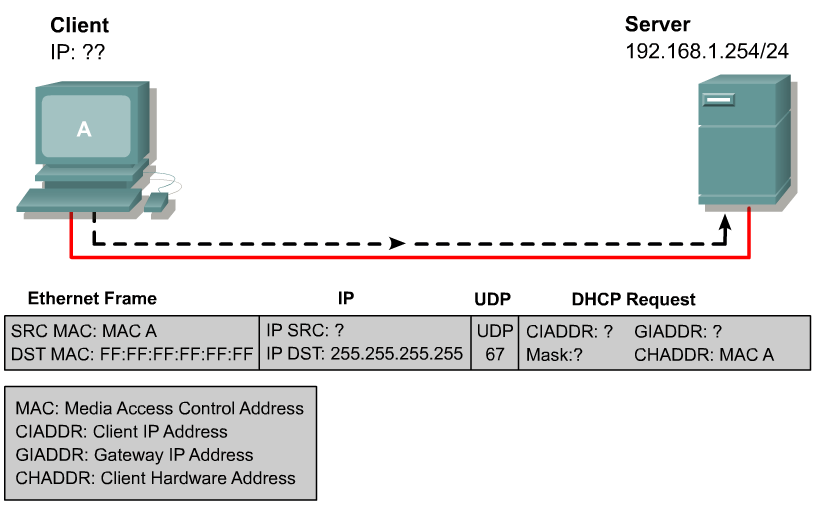 Client
IP: ??
Server
192.168.1.254/24
A
Ethernet Frame
IP
UDP
DHCP Request
SRC MAC: MAC A
DST MAC: FF:FF:FF:FF:FF:FF
IP SRC: ?
IP DST: 255.255.255.255
UDP
67
CIADDR: ? GIADDR: ?
Mask:? CHADDR: MAC A
MAC: Media Access Control Address
CIADDR: Client IP Address
GIADDR: Gateway IP Address
CHADDR: Client Hardware Address